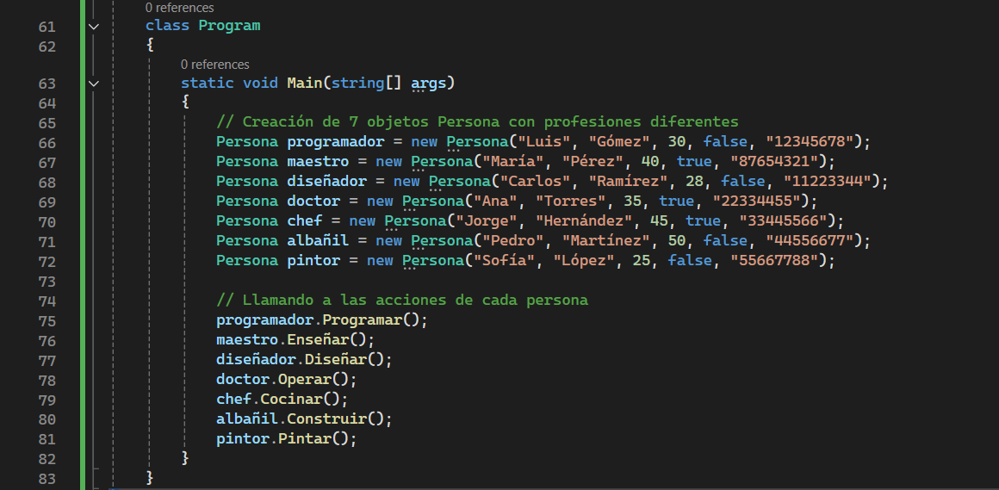 0 references
61 class Program
62 {
0 references
63 static void Main(string[] args)
64 {
65 // Creación de 7 objetos Persona con profesiones diferentes
66 Persona programador = new Persona("Luis", "Gómez", 30, false, "12345678");
67 Persona maestro = new Persona("María", "Pérez", 40, true, "87654321");
68 Persona diseñador = new Persona("Carlos", "Ramírez", 28, false, "11223344");
69 Persona doctor = new Persona("Ana", "Torres", 35, true, "22334455");
70 Persona chef = new Persona("Jorge", "Hernández", 45, true, "33445566");
71 Persona albañil = new Persona("Pedro", "Martínez", 50, false, "44556677");
72 Persona pintor = new Persona("Sofía", "López", 25, false, "55667788");
73
74 // Llamando a las acciones de cada persona
75 programador.Programar();
76 maestro.Enseñar();
77 diseñador.Diseñar();
78 doctor.Operar();
79 chef.Cocinar();
80 albañil.Construir();
81 pintor.Pintar();
82 }
83 }